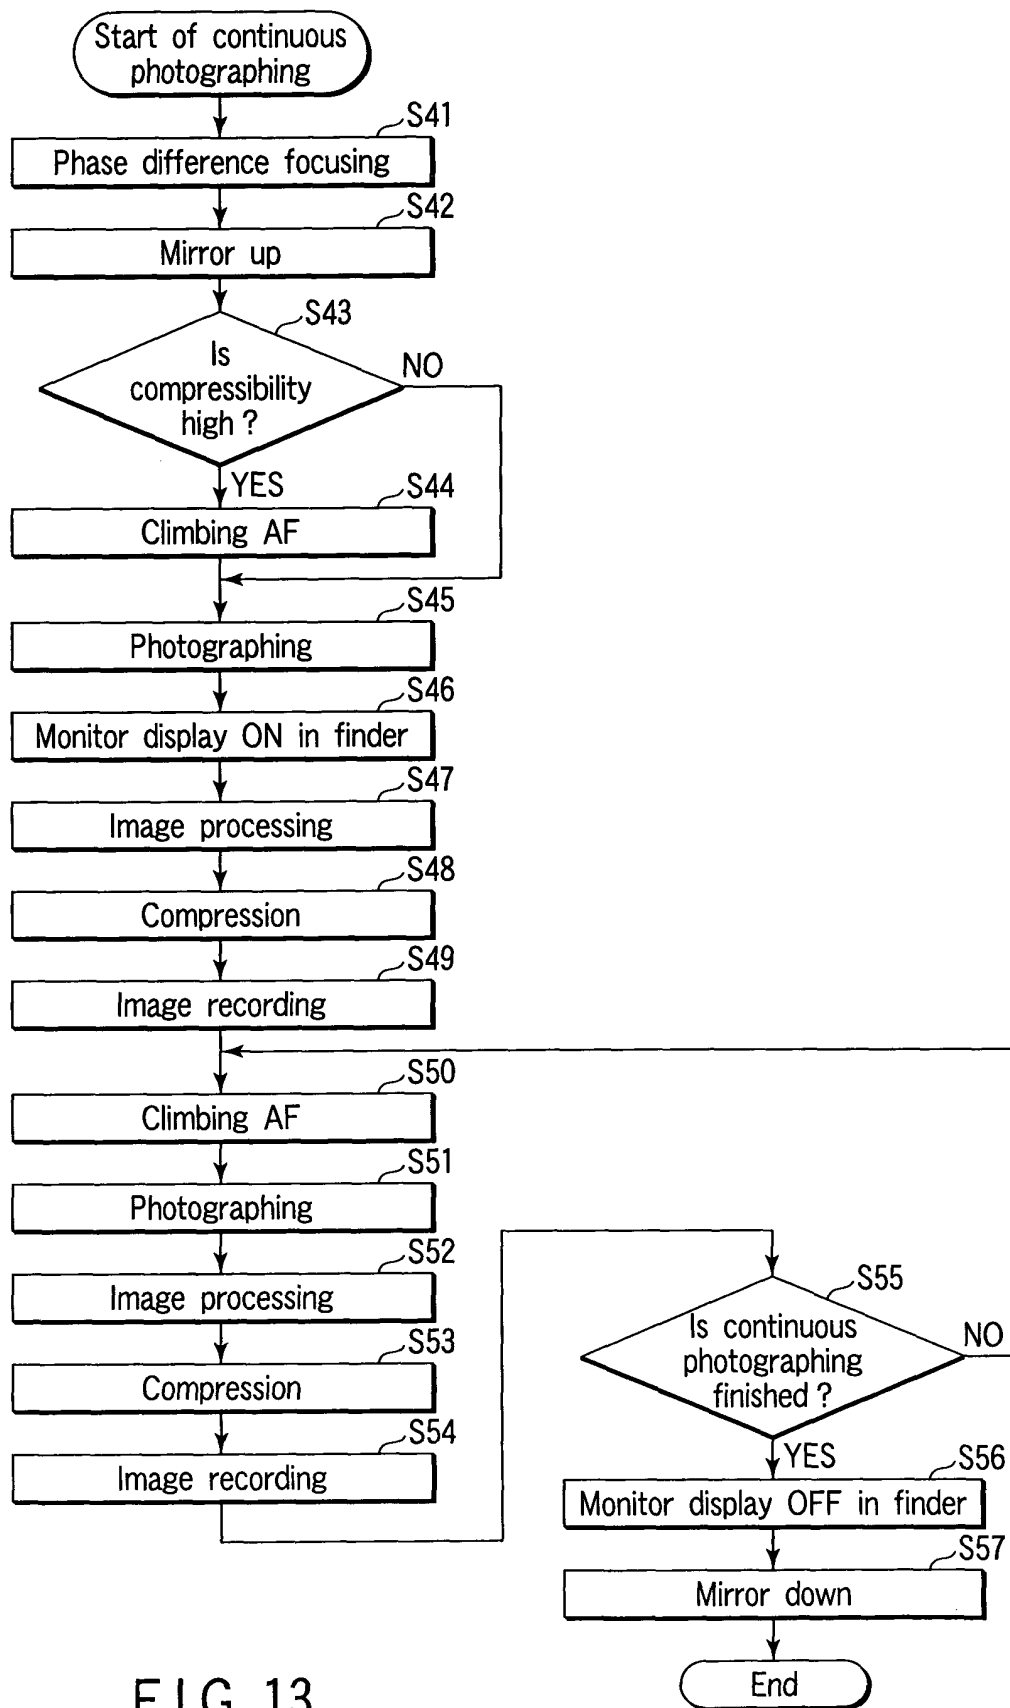 Start of continuous
photographing
S41
Phase difference focusing
S42
Mirror up
S43
Is
compressibility
high ?
NO
YES
S44
Climbing AF
S45
Photographing
S46
Monitor display ON in finder
S47
Image processing
S48
Compression
S49
Image recording
S50
Climbing AF
S51
Photographing
S52
Image processing
S53
Compression
S54
Image recording
S55
Is continuous
photographing
finished ?
NO
YES
S56
Monitor display OFF in finder
S57
Mirror down
End
FIG. 13